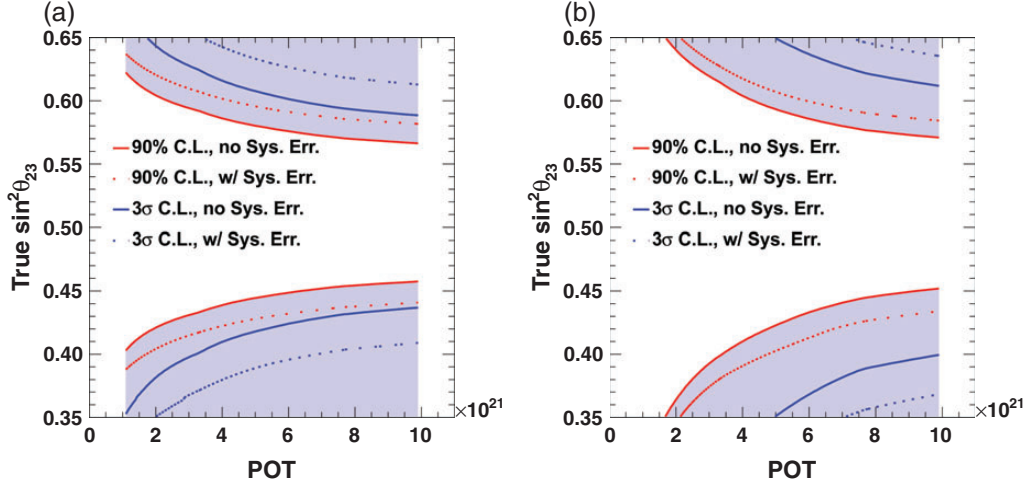 (a)
True sin²θ₂₃
0.65
0.60
0.55
0.50
0.45
0.40
0.35
90% C.L., no Sys. Err.
90% C.L., w/ Sys. Err.
3σ C.L., no Sys. Err.
3σ C.L., w/ Sys. Err.
0 2 4 6 8 10
×10²¹
POT
(b)
True sin²θ₂₃
0.65
0.60
0.55
0.50
0.45
0.40
0.35
90% C.L., no Sys. Err.
90% C.L., w/ Sys. Err.
3σ C.L., no Sys. Err.
3σ C.L., w/ Sys. Err.
0 2 4 6 8 10
×10²¹
POT